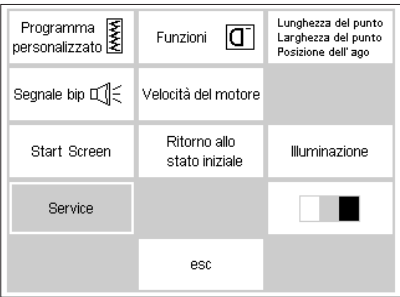 Programma
personalizzato
Funzioni
Lunghezza del punto
Larghezza del punto
Posizione dell'ago
Segnale bip
Velocità del motore
Start Screen
Ritorno allo
stato iniziale
Illuminazione
Service
esc